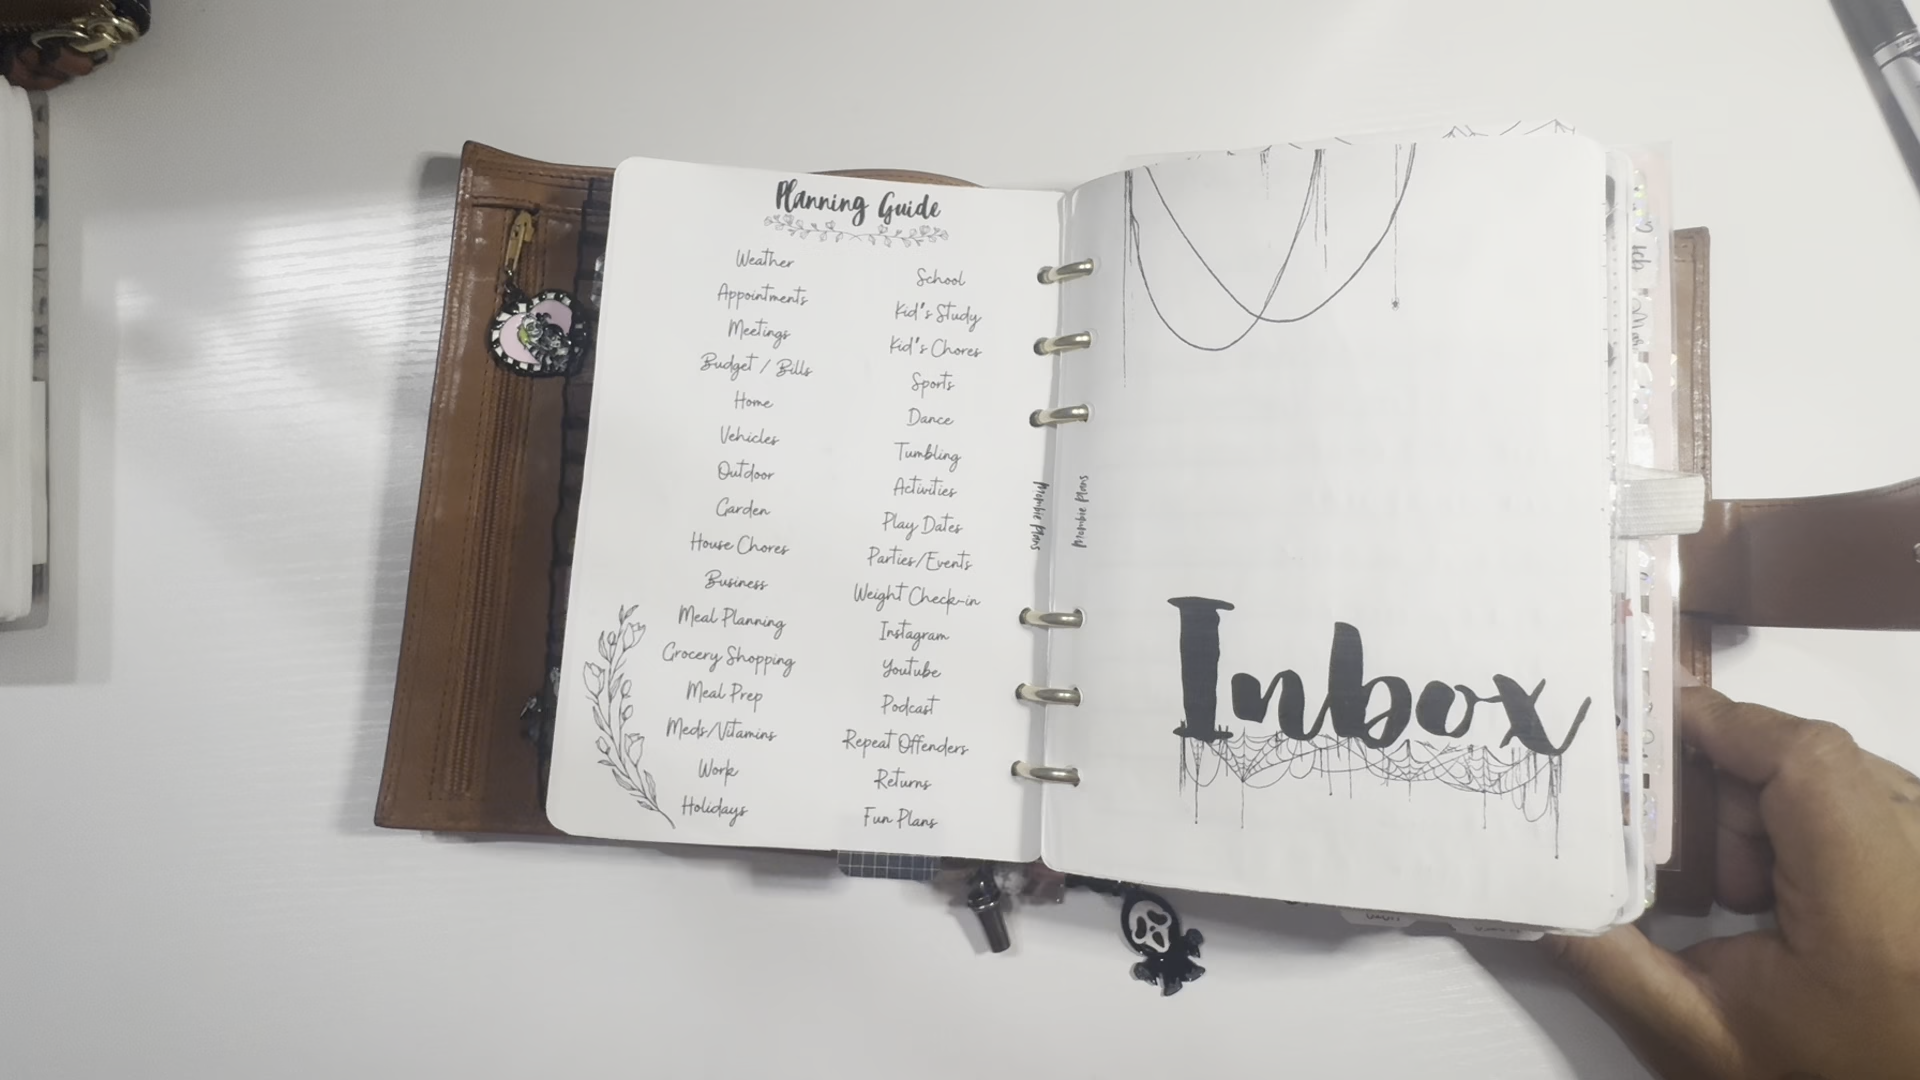 Planning Guide
Weather
Appointments
Meetings
Budget / Bills
Home
Vehicles
Outdoor
Garden
House Chores
Business
Meal Planning
Grocery Shopping
Meal Prep
Meds/Vitamins
Work
Holidays
School
Kid's Study
Kid's Chores
Sports
Dance
Tumbling
Activities
Play Dates
Parties/Events
Weight Check-in
Instagram
Youtube
Podcast
Repeat Offenders
Returns
Fun Plans
Mombie Plans
Mombie Plans
Inbox